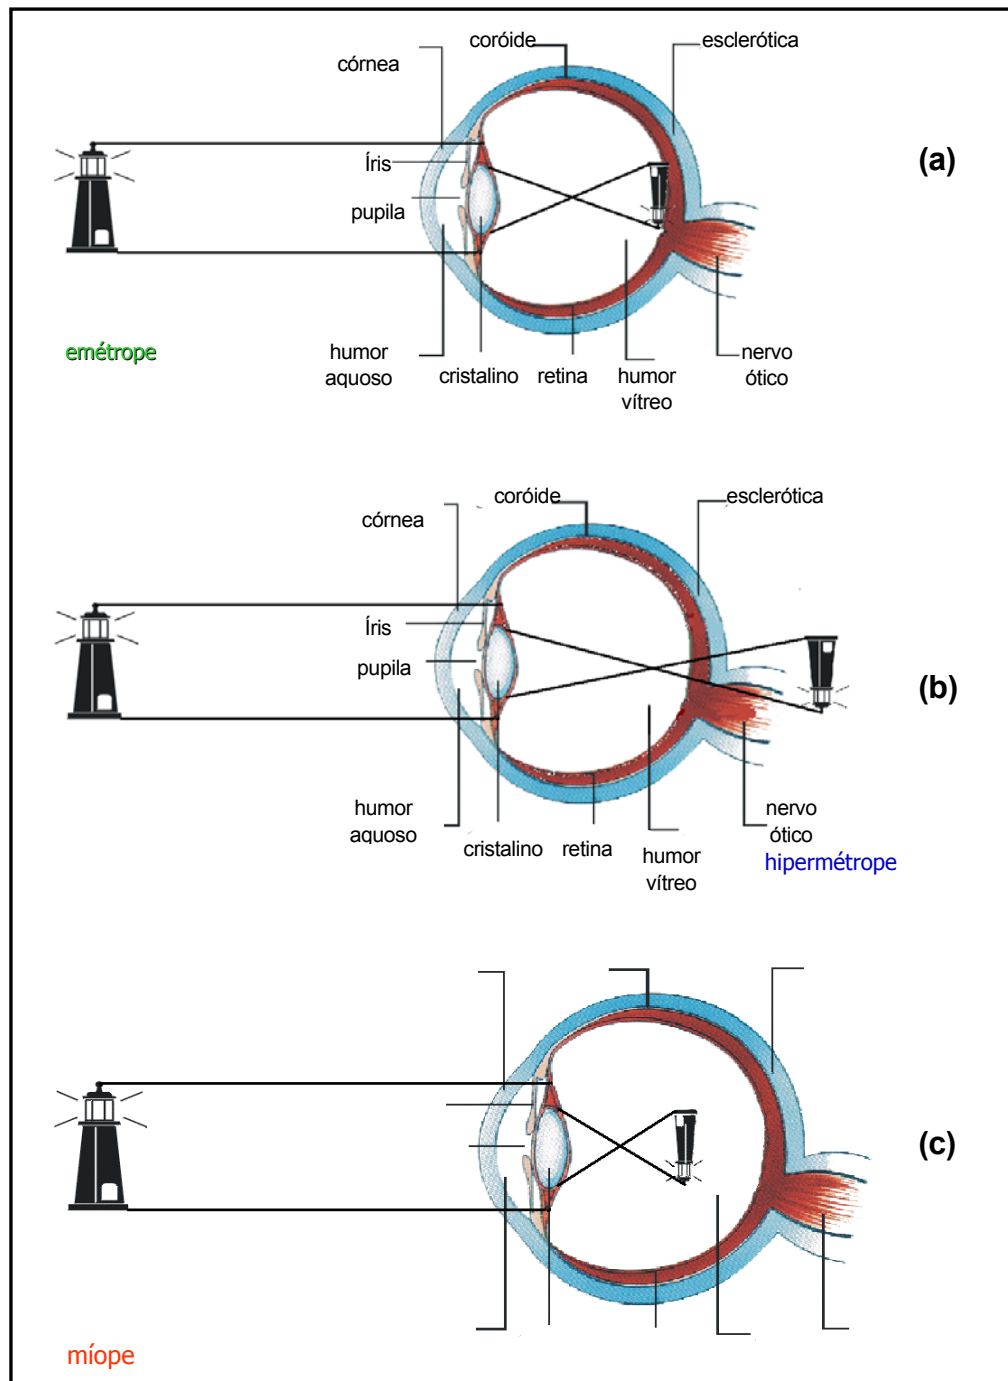 coróide
esclerótica
córnea
(a)
Íris
pupila
emétrope
humor
aquoso
cristalino
retina
humor
vítreo
nervo
ótico
coróide
esclerótica
córnea
Íris
pupila
(b)
humor
aquoso
cristalino
retina
humor
vítreo
nervo
ótico
hipermétrope
(c)
míope